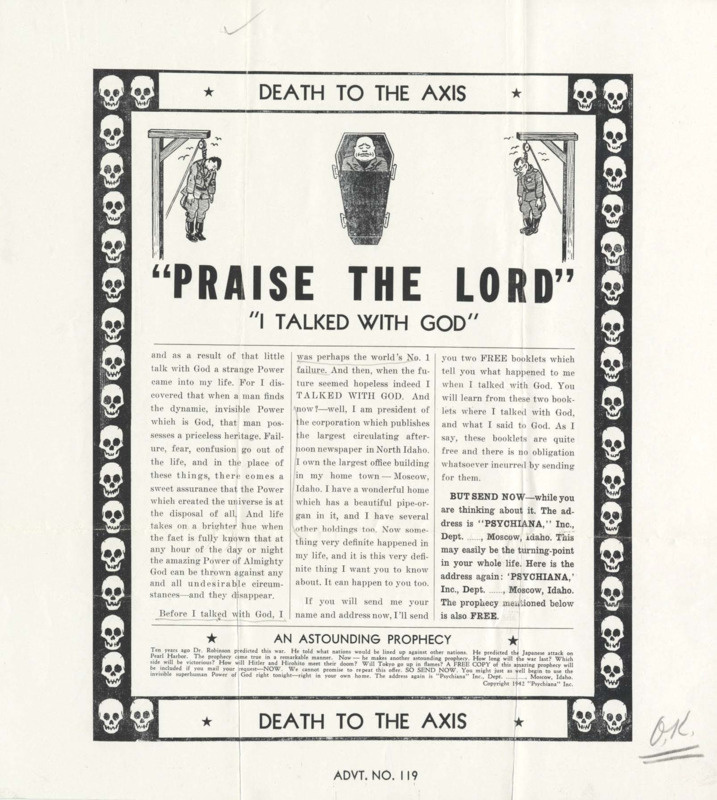 DEATH TO THE AXIS
"PRAISE THE LORD"
"I TALKED WITH GOD"
and as a result of that little
talk with God a strange Power
came into my life. For I dis-
covered that when a man finds
the dynamic, invisible Power
which is God, that man pos-
sesses a priceless heritage. Fail-
ure, fear, confusion go out of
the life, and in the place of
these things, there comes a
sweet assurance that the Power
which created the universe is at
the disposal of all. And life
takes on a brighter hue when
the fact is fully known that at
any hour of the day or night
the amazing Power of Almighty
God can be thrown against any
and all undesirable circum-
stances—and they disappear.
Before I talked with God, I
was perhaps the world's No. 1
failure. And then, when the fu-
ture seemed hopeless indeed I
TALKED WITH GOD. And
now?—well, I am president of
the corporation which publishes
the largest circulating after-
noon newspaper in North Idaho.
I own the largest office building
in my home town — Moscow,
Idaho. I have a wonderful home
which has a beautiful pipe-or-
gan in it, and I have several
other holdings too. Now some-
thing very definite happened in
my life, and it is this very defi-
nite thing I want you to know
about. It can happen to you too.
If you will send me your
name and address now, I'll send
you two FREE booklets which
tell you what happened to me
when I talked with God. You
will learn from these two book-
lets where I talked with God,
and what I said to God. As I
say, these booklets are quite
free and there is no obligation
whatsoever incurred by sending
for them.
BUT SEND NOW—while you
are thinking about it. The ad-
dress is "PSYCHIANA," Inc.,
Dept. ......, Moscow, Idaho. This
may easily be the turning-point
in your whole life. Here is the
address again: 'PSYCHIANA,'
Inc., Dept. ......, Moscow, Idaho.
The prophecy mentioned below
is also FREE.
AN ASTOUNDING PROPHECY
Ten years ago Dr. Robinson predicted this war. He told what nations would be lined up against other nations. He predicted the Japanese attack on
Pearl Harbor. The prophecy came true in a remarkable manner. Now — he makes another astounding prophecy. How long will the war last? Which
side will be victorious? How will Hitler and Hirohito meet their doom? Will Tokyo go up in flames? A FREE COPY of this amazing prophecy will
be included if you mail your request—NOW. We cannot promise to repeat this offer. SO SEND NOW. You might just as well begin to use the
invisible superhuman Power of God right tonight—right in your own home. The address again is "Psychiana" Inc., Dept. ........., Moscow, Idaho.
Copyright 1942 "Psychiana" Inc.
DEATH TO THE AXIS
O.K.
ADVT. NO. 119